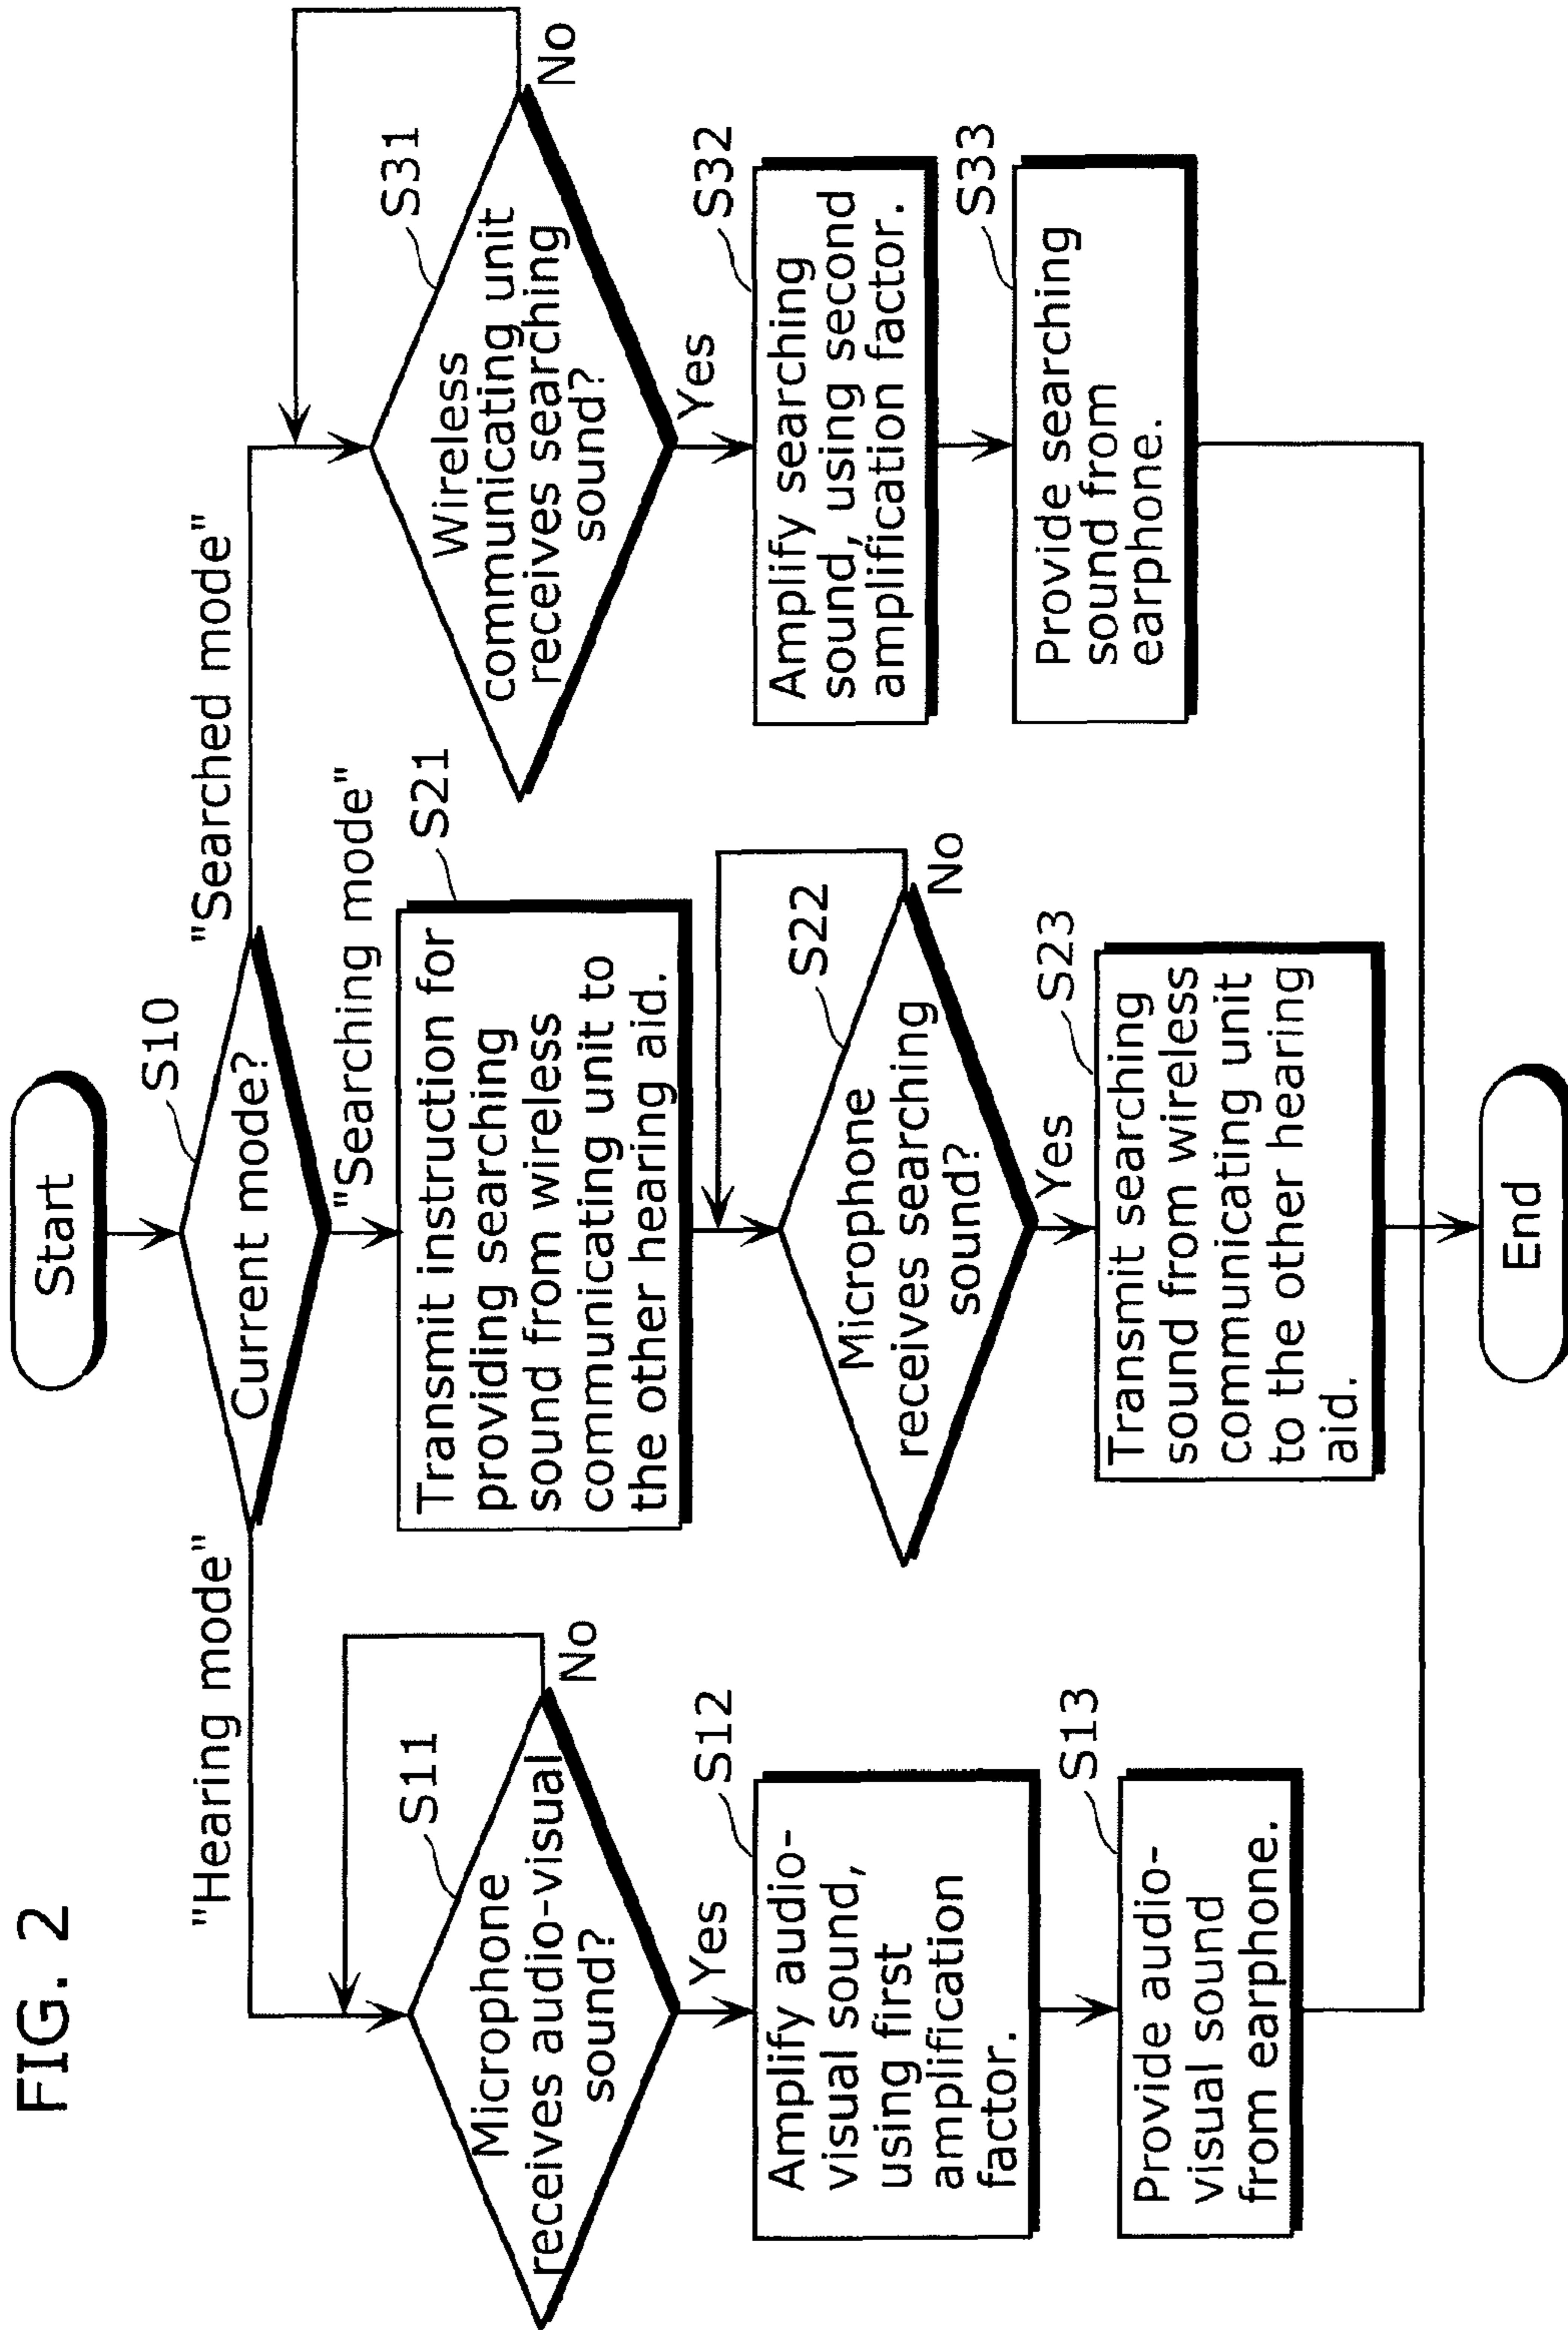 FIG. 2
Start
S10
Current mode?
"Hearing mode"
"Searching mode"
"Searched mode"
S11
Microphone
receives audio-visual
sound?
No
Yes
S12
Amplify audio-
visual sound,
using first
amplification
factor.
S13
Provide audio-
visual sound
from earphone.
S21
Transmit instruction for
providing searching
sound from wireless
communicating unit to
the other hearing aid.
S22
Microphone
receives searching
sound?
No
Yes
S23
Transmit searching
sound from wireless
communicating unit
to the other hearing
aid.
S31
Wireless
communicating unit
receives searching
sound?
No
Yes
S32
Amplify searching
sound, using second
amplification factor.
S33
Provide searching
sound from
earphone.
End